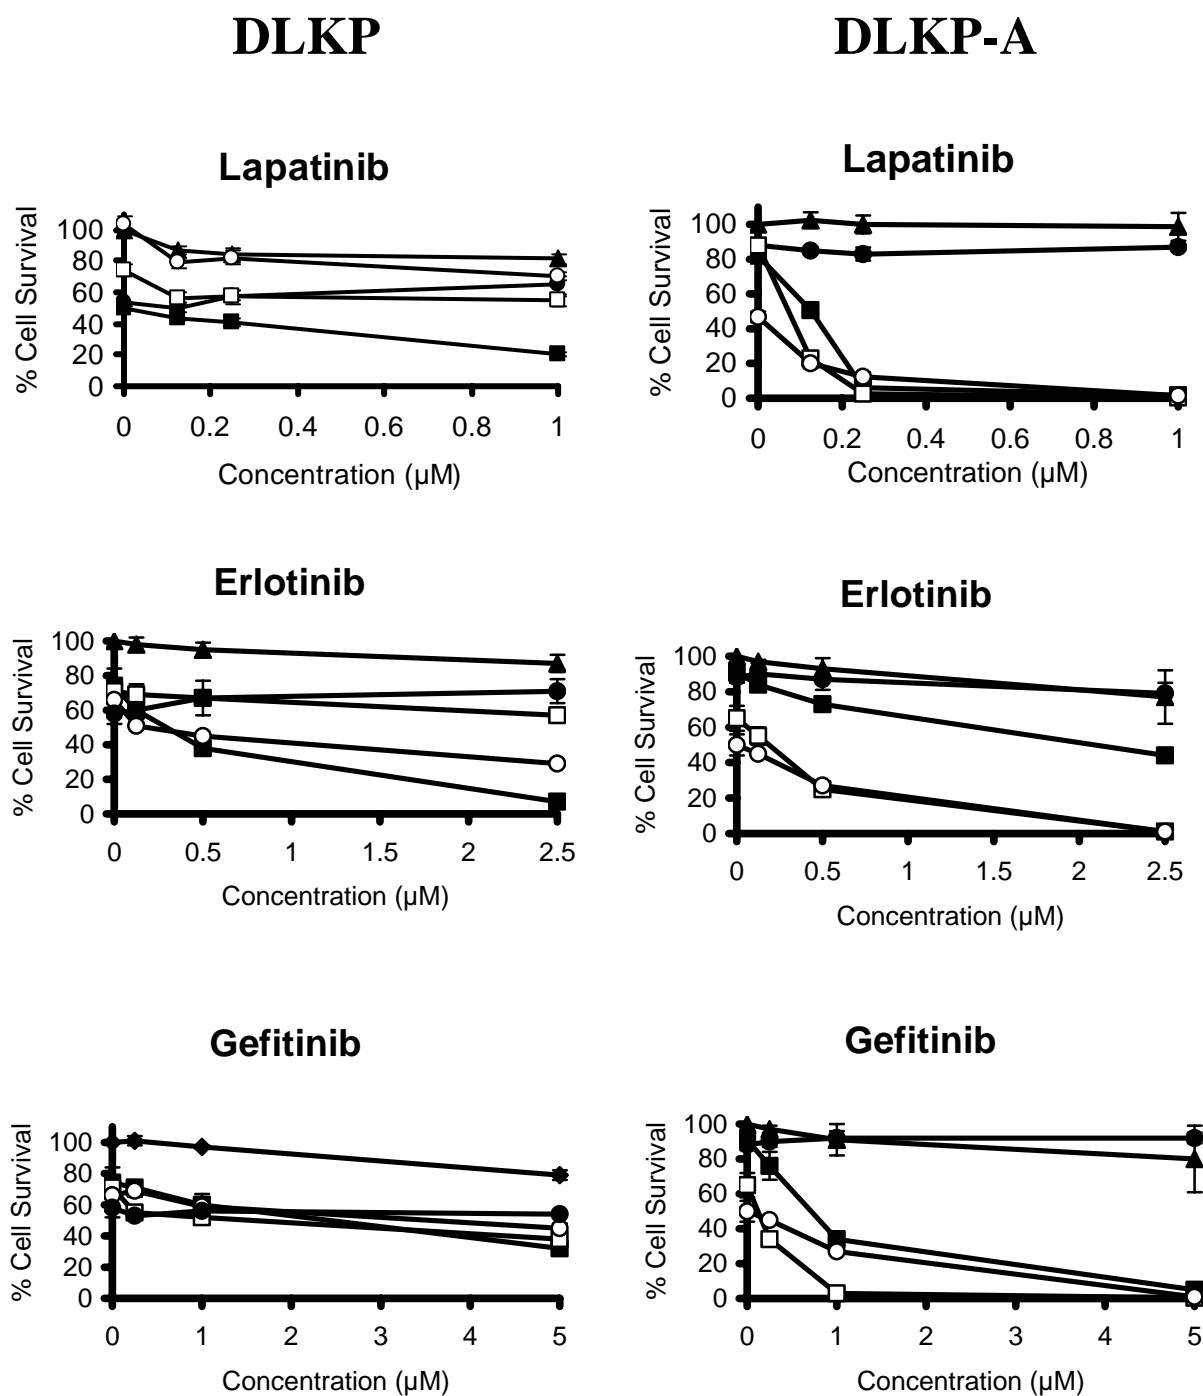 DLKP
DLKP-A
Lapatinib
% Cell Survival
100
80
60
40
20
0
0 0.2 0.4 0.6 0.8 1
Concentration (µM)
Lapatinib
% Cell Survival
100
80
60
40
20
0
0 0.2 0.4 0.6 0.8 1
Concentration (µM)
Erlotinib
% Cell Survival
100
80
60
40
20
0
0 0.5 1 1.5 2 2.5
Concentration (µM)
Erlotinib
% Cell Survival
100
80
60
40
20
0
0 0.5 1 1.5 2 2.5
Concentration (µM)
Gefitinib
% Cell Survival
100
80
60
40
20
0
0 1 2 3 4 5
Concentration (µM)
Gefitinib
% Cell Survival
100
80
60
40
20
0
0 1 2 3 4 5
Concentration (µM)